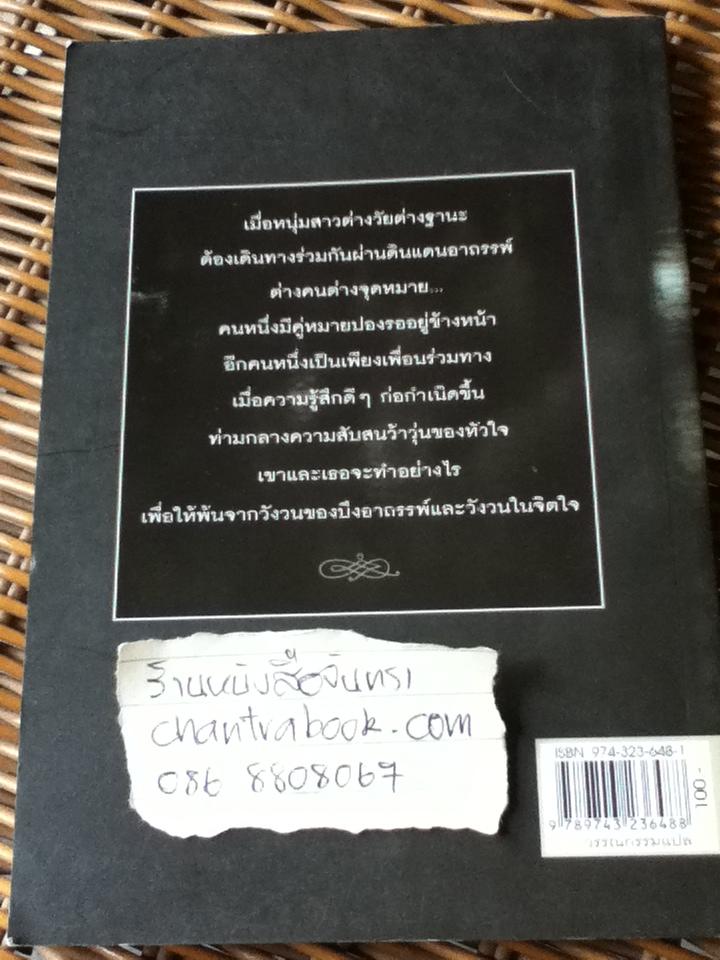 เมื่อหนุ่มสาวต่างวัยต่างฐานะ
ต้องเดินทางร่วมกันผ่านดินแดนอาถรรพ์
ต่างคนต่างจุดหมาย...
คนหนึ่งมีคู่หมายปองรออยู่ข้างหน้า
อีกคนหนึ่งเป็นเพียงเพื่อนร่วมทาง
เมื่อความรู้สึกดีๆ ก่อกำเนิดขึ้น
ท่ามกลางความสับสนว้าวุ่นของหัวใจ
เขาและเธอจะทำอย่างไร
เพื่อให้พ้นจากวังวนของบึงอาถรรพ์และวังวนในจิตใจ
ร้านหนังสือจันทรา
chantrabook.com
086 8808067
ISBN 974-323-648-1
100.-
9 789743 236488
วรรณกรรมแปล